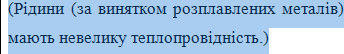 (Рідини (за винятком розплавлених металів)
мають невелику теплопровідність.)